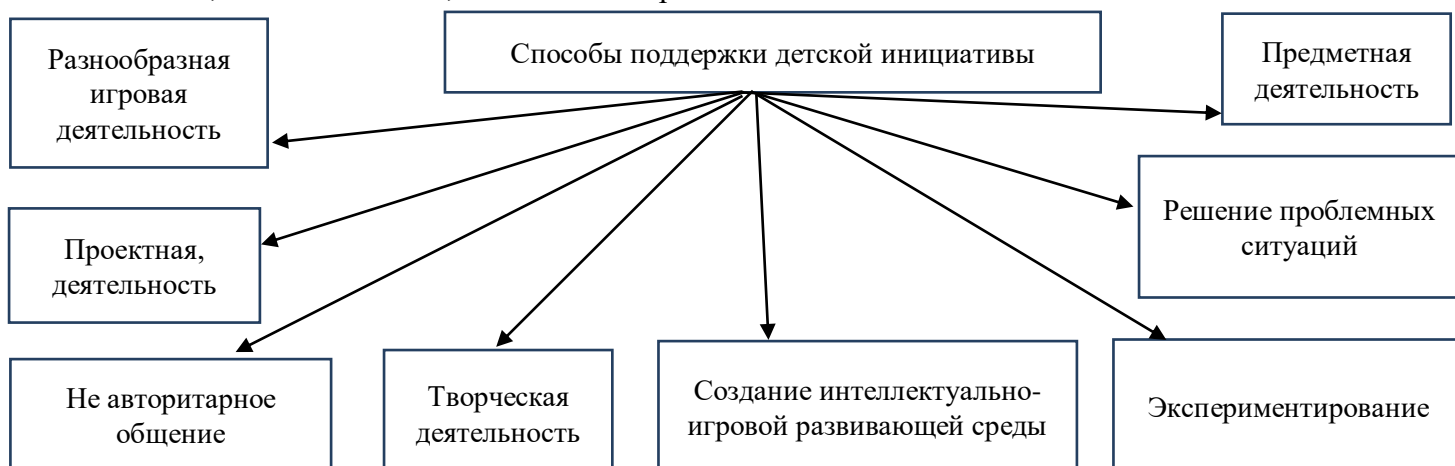 Способы поддержки детской инициативы
Разнообразная
игровая
деятельность
Предметная
деятельность
Проектная,
деятельность
Решение проблемных
ситуаций
Не авторитарное
общение
Творческая
деятельность
Создание интеллектуально-
игровой развивающей среды
Экспериментирование